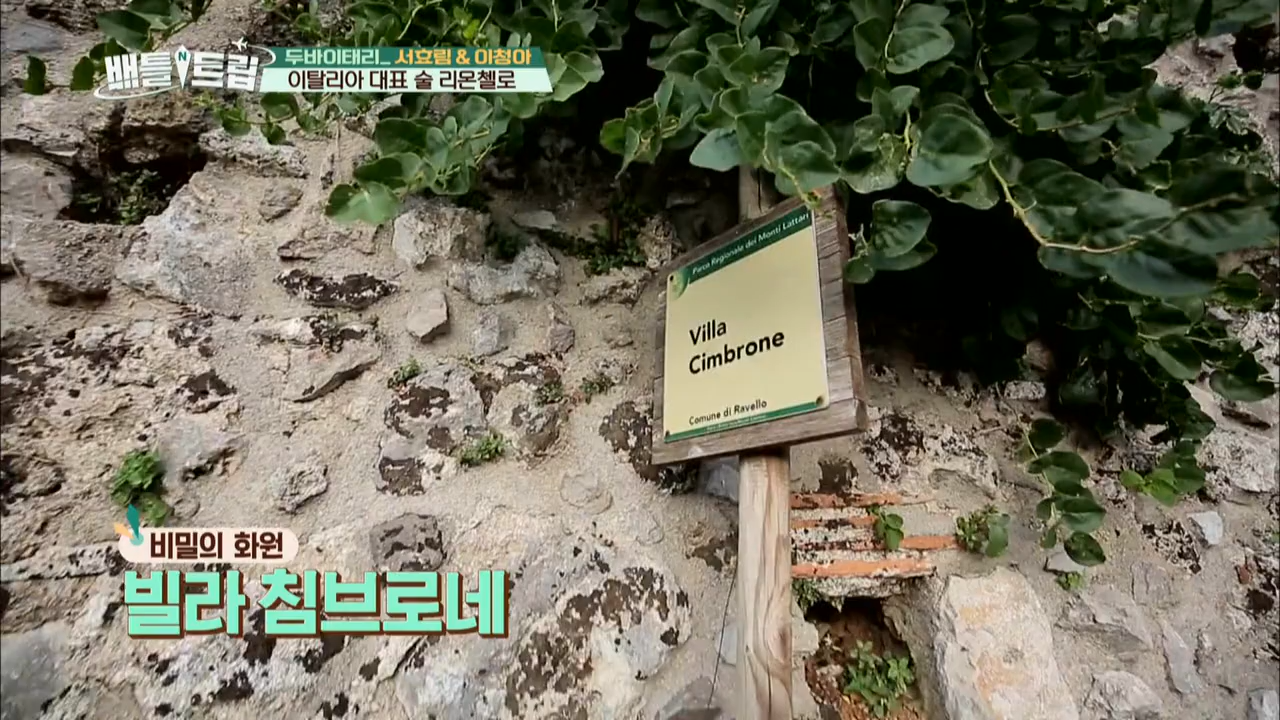 배틀트립
두바이태리_ 서효림 & 이청아
이탈리아 대표 술 리몬첼로
Parco Regionale dei Monti Lattari
Villa
Cimbrone
Comune di Ravello
비밀의 화원
빌라 침브로네